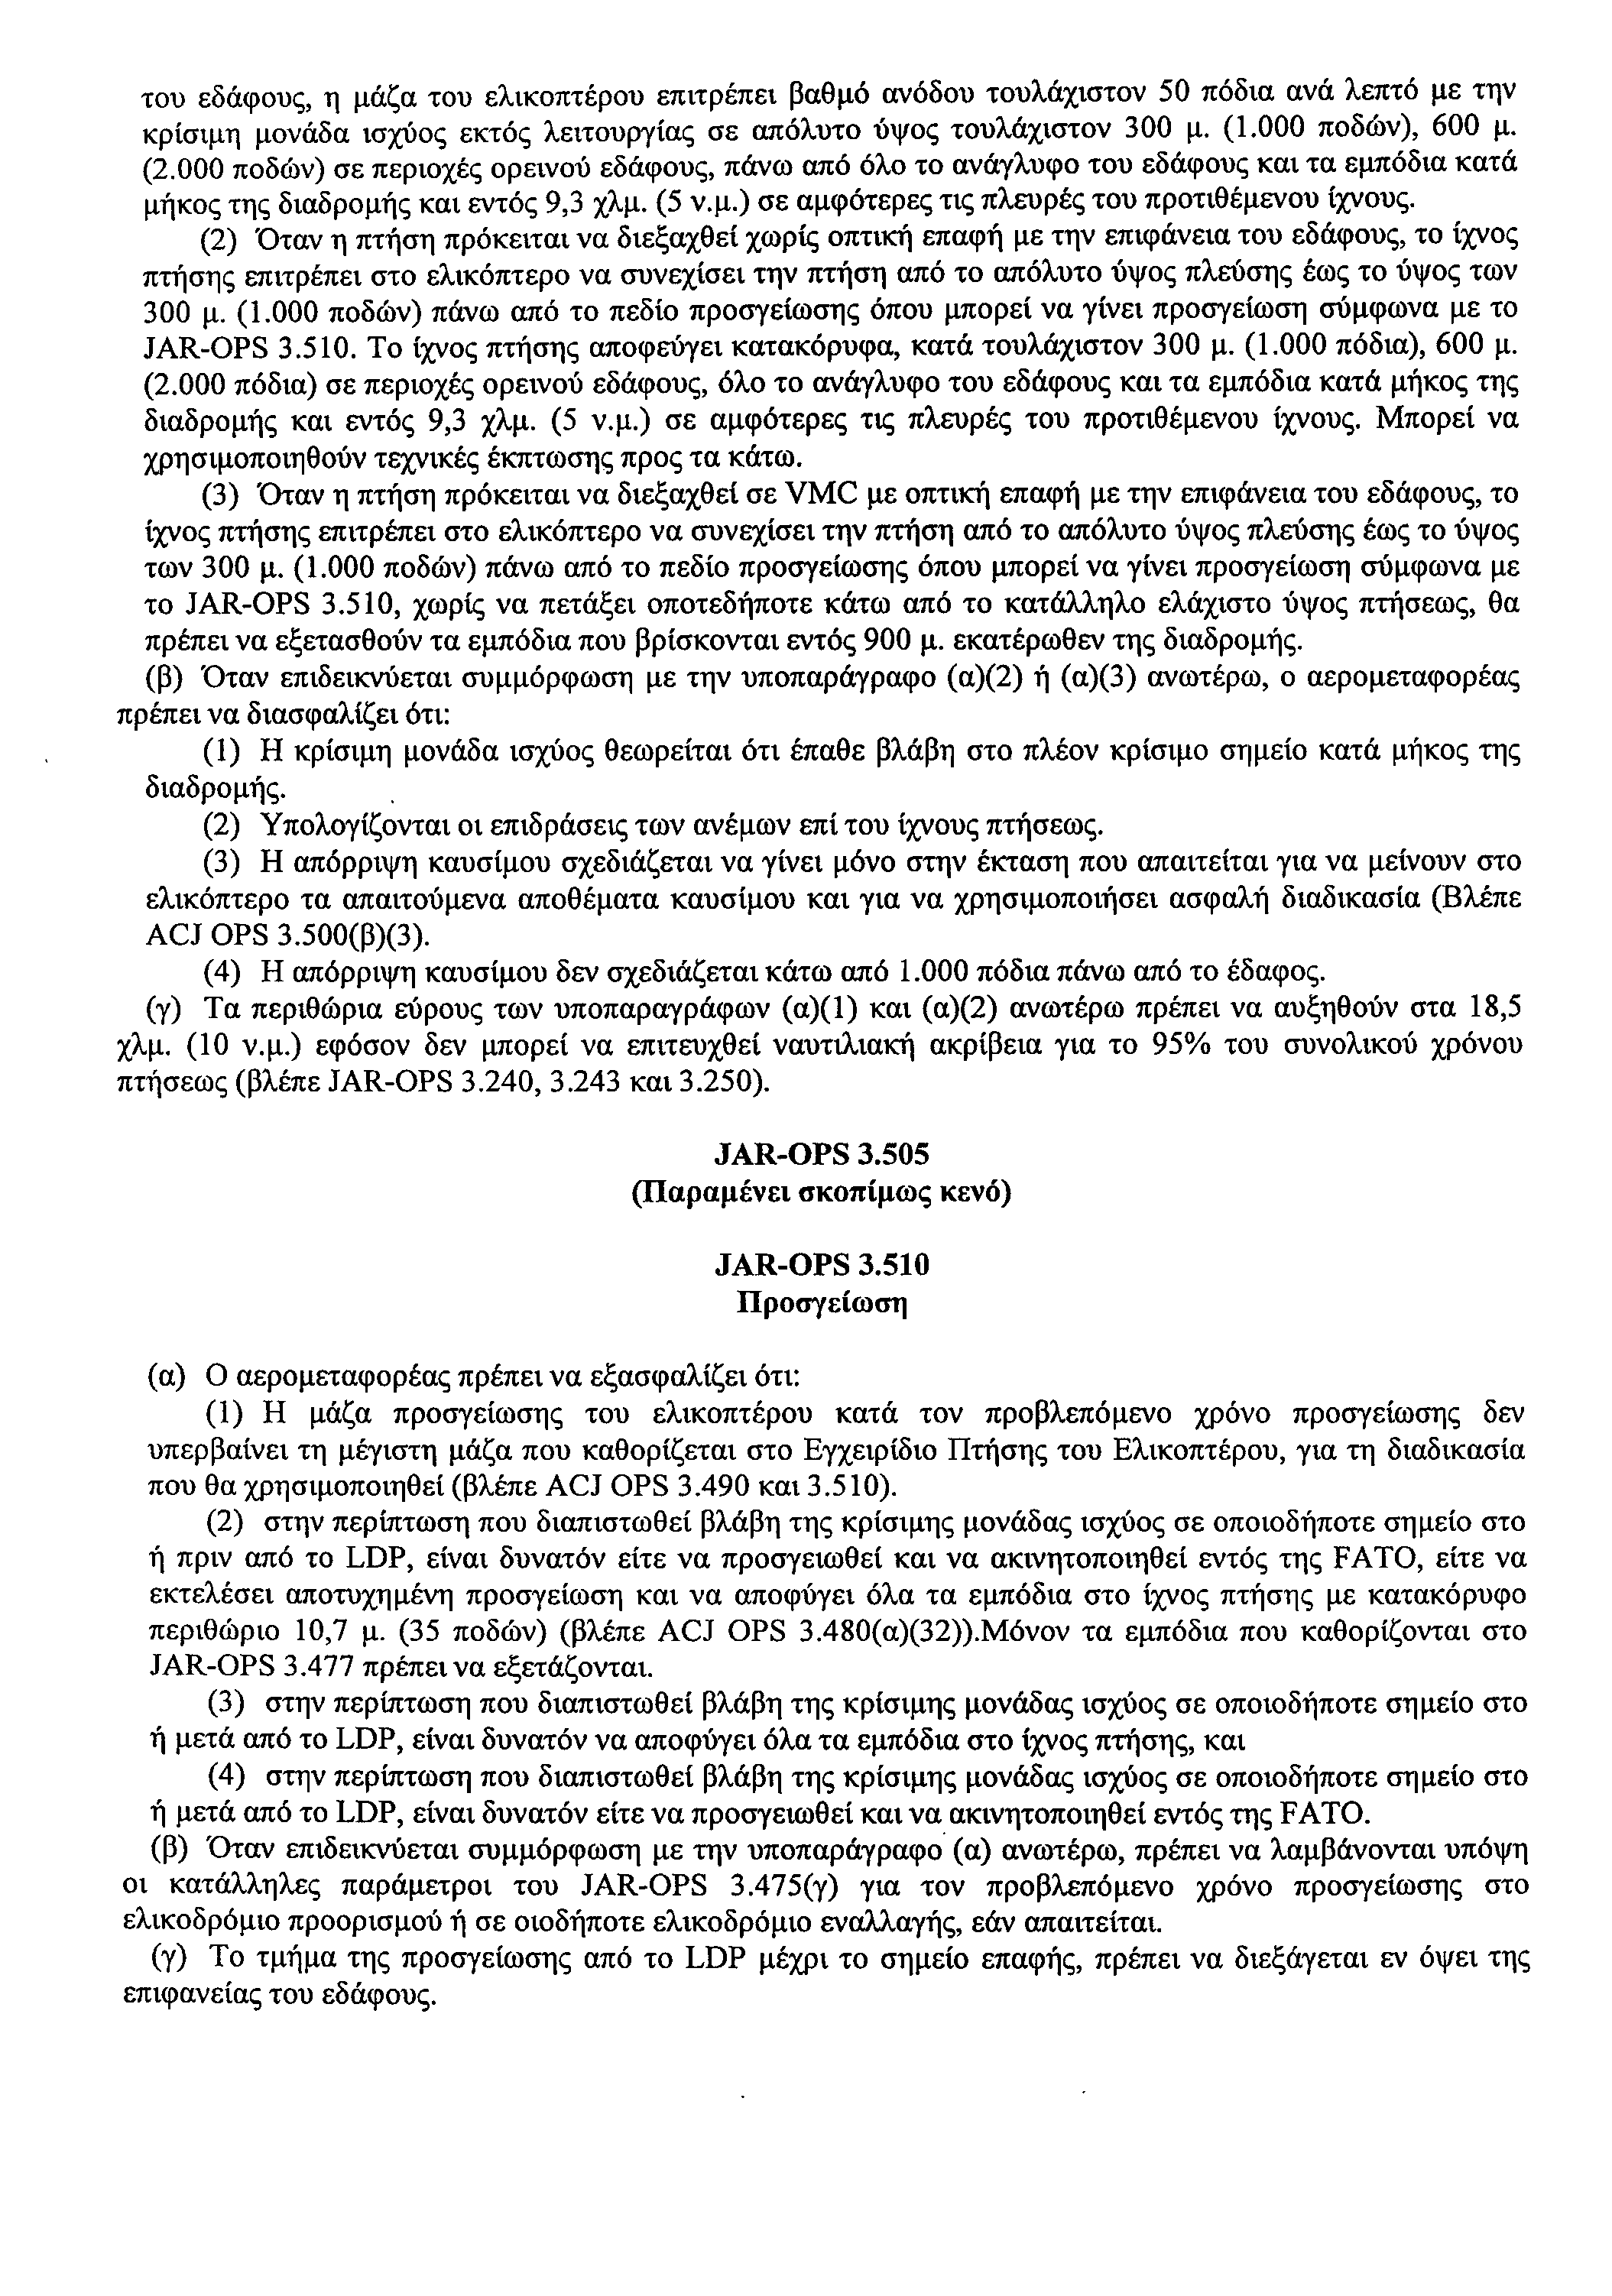 του εδάφους, η μάζα του ελικοπτέρου επιτρέπει βαθμό ανόδου τουλάχιστον 50 πόδια ανά λεπτό με την
κρίσιμη μονάδα ισχύος εκτός λειτουργίας σε απόλυτο ύψος τουλάχιστον 300 μ. (1.000 ποδών), 600 μ.
(2.000 ποδών) σε περιοχές ορεινού εδάφους, πάνω από όλο το ανάγλυφο του εδάφους και τα εμπόδια κατά
μήκος της διαδρομής και εντός 9,3 χλμ. (5 ν.μ.) σε αμφότερες τις πλευρές του προτιθέμενου ίχνους.
(2) Όταν η πτήση πρόκειται να διεξαχθεί χωρίς οπτική επαφή με την επιφάνεια του εδάφους, το ίχνος
πτήσης επιτρέπει στο ελικόπτερο να συνεχίσει την πτήση από το απόλυτο ύψος πλεύσης έως το ύψος των
300 μ. (1.000 ποδών) πάνω από το πεδίο προσγείωσης όπου μπορεί να γίνει προσγείωση σύμφωνα με το
JAR-OPS 3.510. Το ίχνος πτήσης αποφεύγει κατακόρυφα, κατά τουλάχιστον 300 μ. (1.000 πόδια), 600 μ.
(2.000 πόδια) σε περιοχές ορεινού εδάφους, όλο το ανάγλυφο του εδάφους και τα εμπόδια κατά μήκος της
διαδρομής και εντός 9,3 χλμ. (5 ν.μ.) σε αμφότερες τις πλευρές του προτιθέμενου ίχνους. Μπορεί να
χρησιμοποιηθούν τεχνικές έκπτωσης προς τα κάτω.
(3) Όταν η πτήση πρόκειται να διεξαχθεί σε VMC με οπτική επαφή με την επιφάνεια του εδάφους, το
ίχνος πτήσης επιτρέπει στο ελικόπτερο να συνεχίσει την πτήση από το απόλυτο ύψος πλεύσης έως το ύψος
των 300 μ. (1.000 ποδών) πάνω από το πεδίο προσγείωσης όπου μπορεί να γίνει προσγείωση σύμφωνα με
το JAR-OPS 3.510, χωρίς να πετάξει οποτεδήποτε κάτω από το κατάλληλο ελάχιστο ύψος πτήσεως, θα
πρέπει να εξετασθούν τα εμπόδια που βρίσκονται εντός 900 μ. εκατέρωθεν της διαδρομής.
(β) Όταν επιδεικνύεται συμμόρφωση με την υποπαράγραφο (α)(2) ή (α)(3) ανωτέρω, ο αερομεταφορέας
πρέπει να διασφαλίζει ότι:
(1) Η κρίσιμη μονάδα ισχύος θεωρείται ότι έπαθε βλάβη στο πλέον κρίσιμο σημείο κατά μήκος της
διαδρομής.
(2) Υπολογίζονται οι επιδράσεις των ανέμων επί του ίχνους πτήσεως.
(3) Η απόρριψη καυσίμου σχεδιάζεται να γίνει μόνο στην έκταση που απαιτείται για να μείνουν στο
ελικόπτερο τα απαιτούμενα αποθέματα καυσίμου και για να χρησιμοποιήσει ασφαλή διαδικασία (Βλέπε
ACJ OPS 3.500(β)(3).
(4) Η απόρριψη καυσίμου δεν σχεδιάζεται κάτω από 1.000 πόδια πάνω από το έδαφος.
(γ) Τα περιθώρια εύρους των υποπαραγράφων (α)(1) και (α)(2) ανωτέρω πρέπει να αυξηθούν στα 18,5
χλμ. (10 ν.μ.) εφόσον δεν μπορεί να επιτευχθεί ναυτιλιακή ακρίβεια για το 95% του συνολικού χρόνου
πτήσεως (βλέπε JAR-OPS 3.240, 3.243 και 3.250).
JAR-OPS 3.505
(Παραμένει σκοπίμως κενό)
JAR-OPS 3.510
Προσγείωση
(α) Ο αερομεταφορέας πρέπει να εξασφαλίζει ότι:
(1) Η μάζα προσγείωσης του ελικοπτέρου κατά τον προβλεπόμενο χρόνο προσγείωσης δεν
υπερβαίνει τη μέγιστη μάζα που καθορίζεται στο Εγχειρίδιο Πτήσης του Ελικοπτέρου, για τη διαδικασία
που θα χρησιμοποιηθεί (βλέπε ACJ OPS 3.490 και 3.510).
(2) στην περίπτωση που διαπιστωθεί βλάβη της κρίσιμης μονάδας ισχύος σε οποιοδήποτε σημείο στο
ή πριν από το LDP, είναι δυνατόν είτε να προσγειωθεί και να ακινητοποιηθεί εντός της FATO, είτε να
εκτελέσει αποτυχημένη προσγείωση και να αποφύγει όλα τα εμπόδια στο ίχνος πτήσης με κατακόρυφο
περιθώριο 10,7 μ. (35 ποδών) (βλέπε ACJ OPS 3.480(α)(32)).Μόνον τα εμπόδια που καθορίζονται στο
JAR-OPS 3.477 πρέπει να εξετάζονται.
(3) στην περίπτωση που διαπιστωθεί βλάβη της κρίσιμης μονάδας ισχύος σε οποιοδήποτε σημείο στο
ή μετά από το LDP, είναι δυνατόν να αποφύγει όλα τα εμπόδια στο ίχνος πτήσης, και
(4) στην περίπτωση που διαπιστωθεί βλάβη της κρίσιμης μονάδας ισχύος σε οποιοδήποτε σημείο στο
ή μετά από το LDP, είναι δυνατόν είτε να προσγειωθεί και να ακινητοποιηθεί εντός της FATO.
(β) Όταν επιδεικνύεται συμμόρφωση με την υποπαράγραφο (α) ανωτέρω, πρέπει να λαμβάνονται υπόψη
οι κατάλληλες παράμετροι του JAR-OPS 3.475(γ) για τον προβλεπόμενο χρόνο προσγείωσης στο
ελικοδρόμιο προορισμού ή σε οιοδήποτε ελικοδρόμιο εναλλαγής, εάν απαιτείται.
(γ) Το τμήμα της προσγείωσης από το LDP μέχρι το σημείο επαφής, πρέπει να διεξάγεται εν όψει της
επιφανείας του εδάφους.